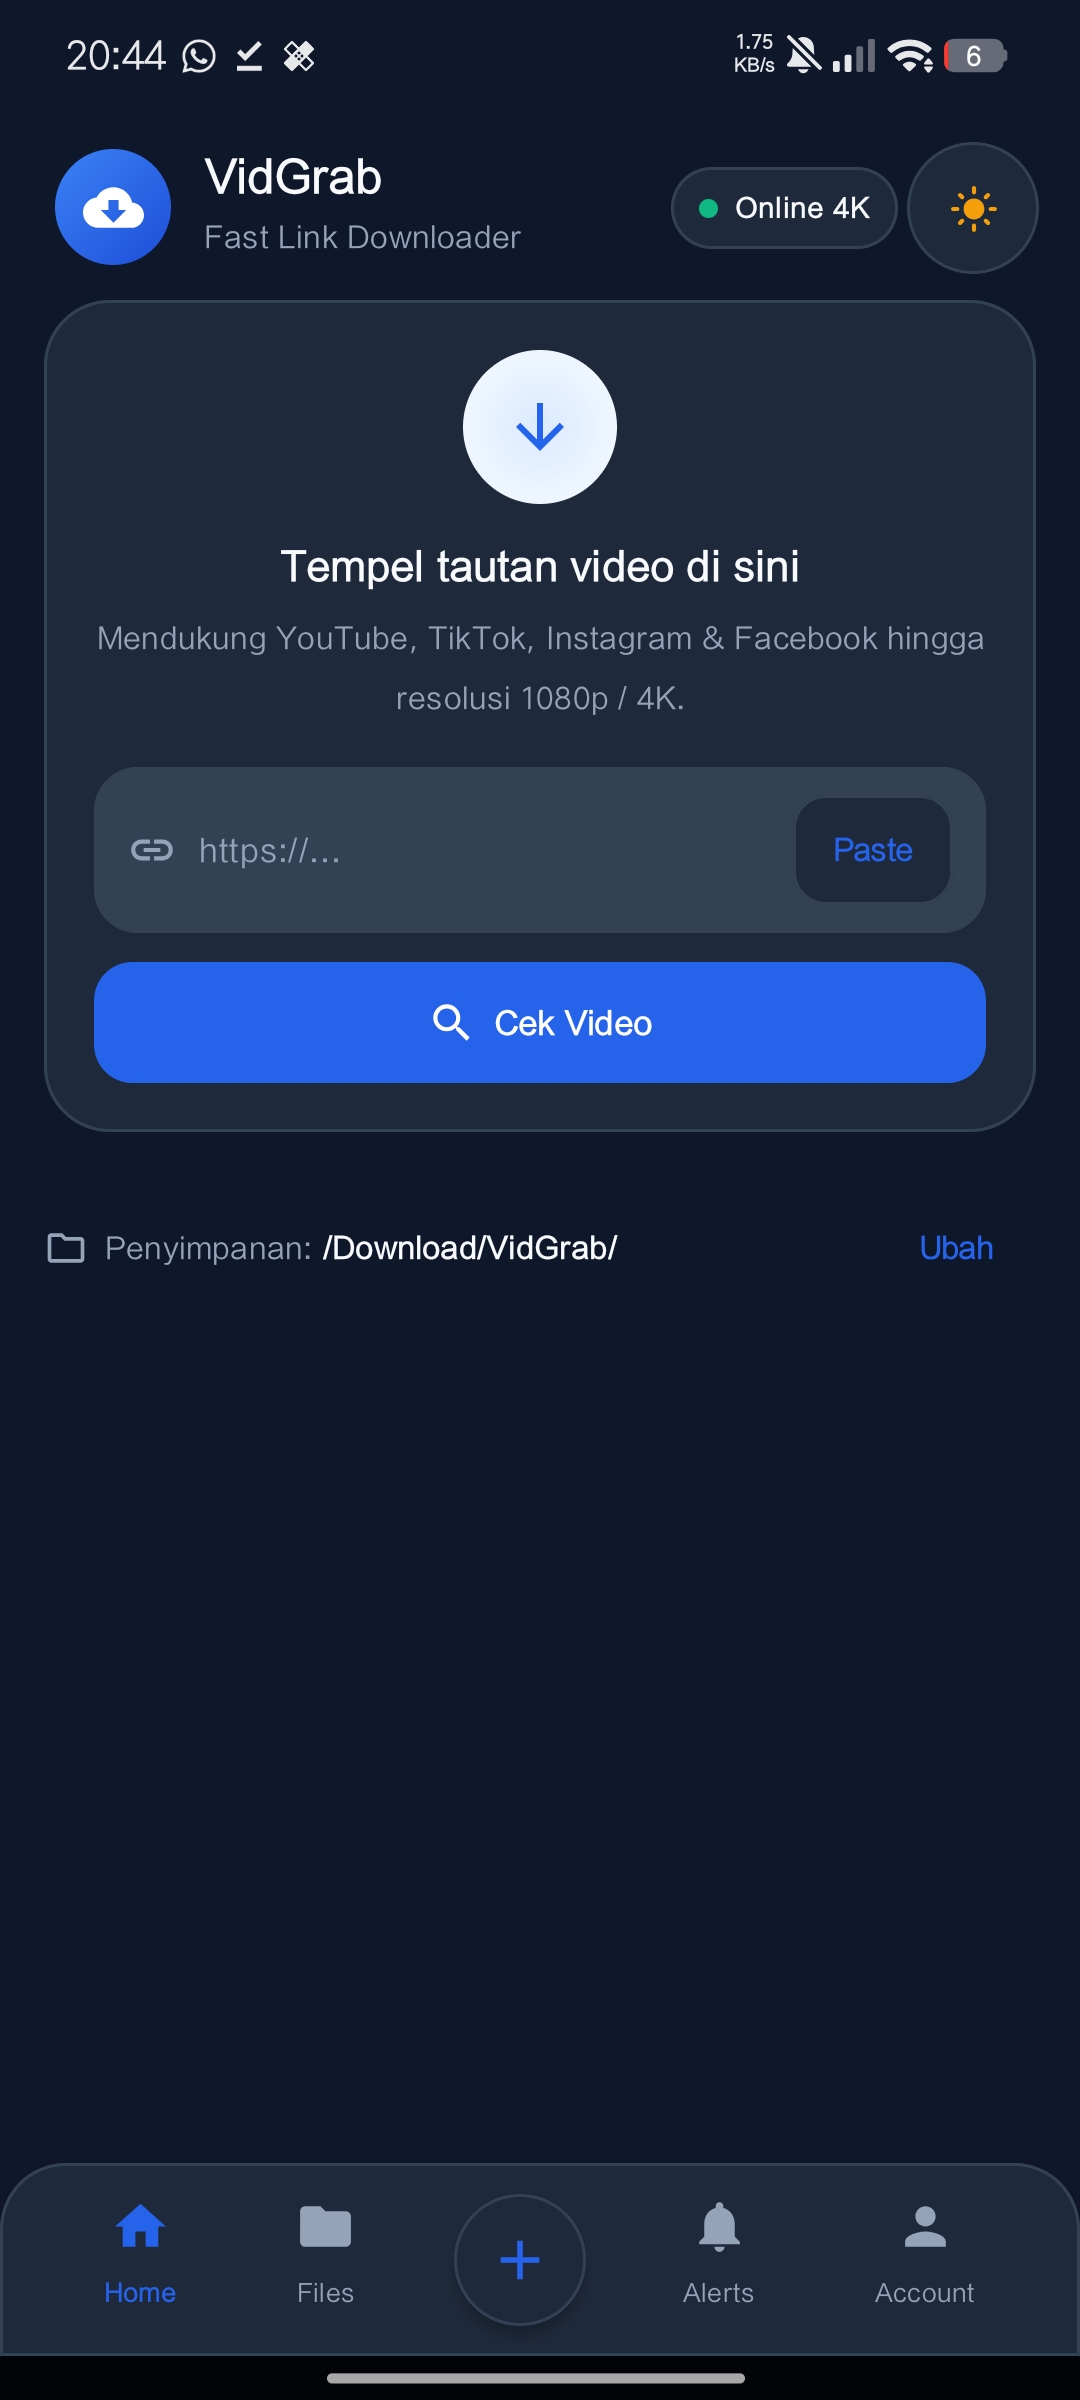 20:44
1.75 KB/s
6
VidGrab
Fast Link Downloader
Online 4K
Tempel tautan video di sini
Mendukung YouTube, TikTok, Instagram & Facebook hingga
resolusi 1080p / 4K.
https://...
Paste
Cek Video
Penyimpanan: /Download/VidGrab/
Ubah
Home
Files
Alerts
Account